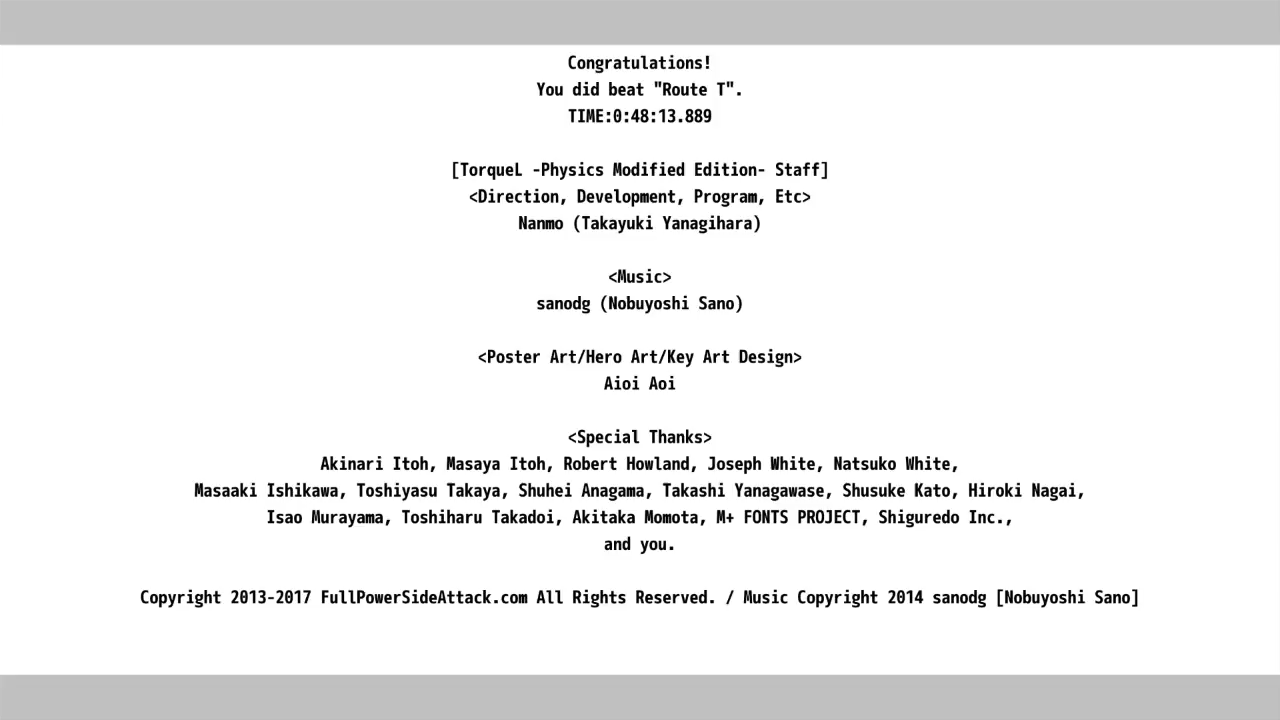 Congratulations!
You did beat "Route T".
TIME:0:48:13.889
[TorqueL -Physics Modified Edition- Staff]
<Direction, Development, Program, Etc>
Nanmo (Takayuki Yanagihara)
<Music>
sanodg (Nobuyoshi Sano)
<Poster Art/Hero Art/Key Art Design>
Aioi Aoi
<Special Thanks>
Akinari Itoh, Masaya Itoh, Robert Howland, Joseph White, Natsuko White,
Masaaki Ishikawa, Toshiyasu Takaya, Shuhei Anagama, Takashi Yanagawase, Shusuke Kato, Hiroki Nagai,
Isao Murayama, Toshiharu Takadoi, Akitaka Momota, M+ FONTS PROJECT, Shiguredo Inc.,
and you.
Copyright 2013-2017 FullPowerSideAttack.com All Rights Reserved. / Music Copyright 2014 sanodg [Nobuyoshi Sano]